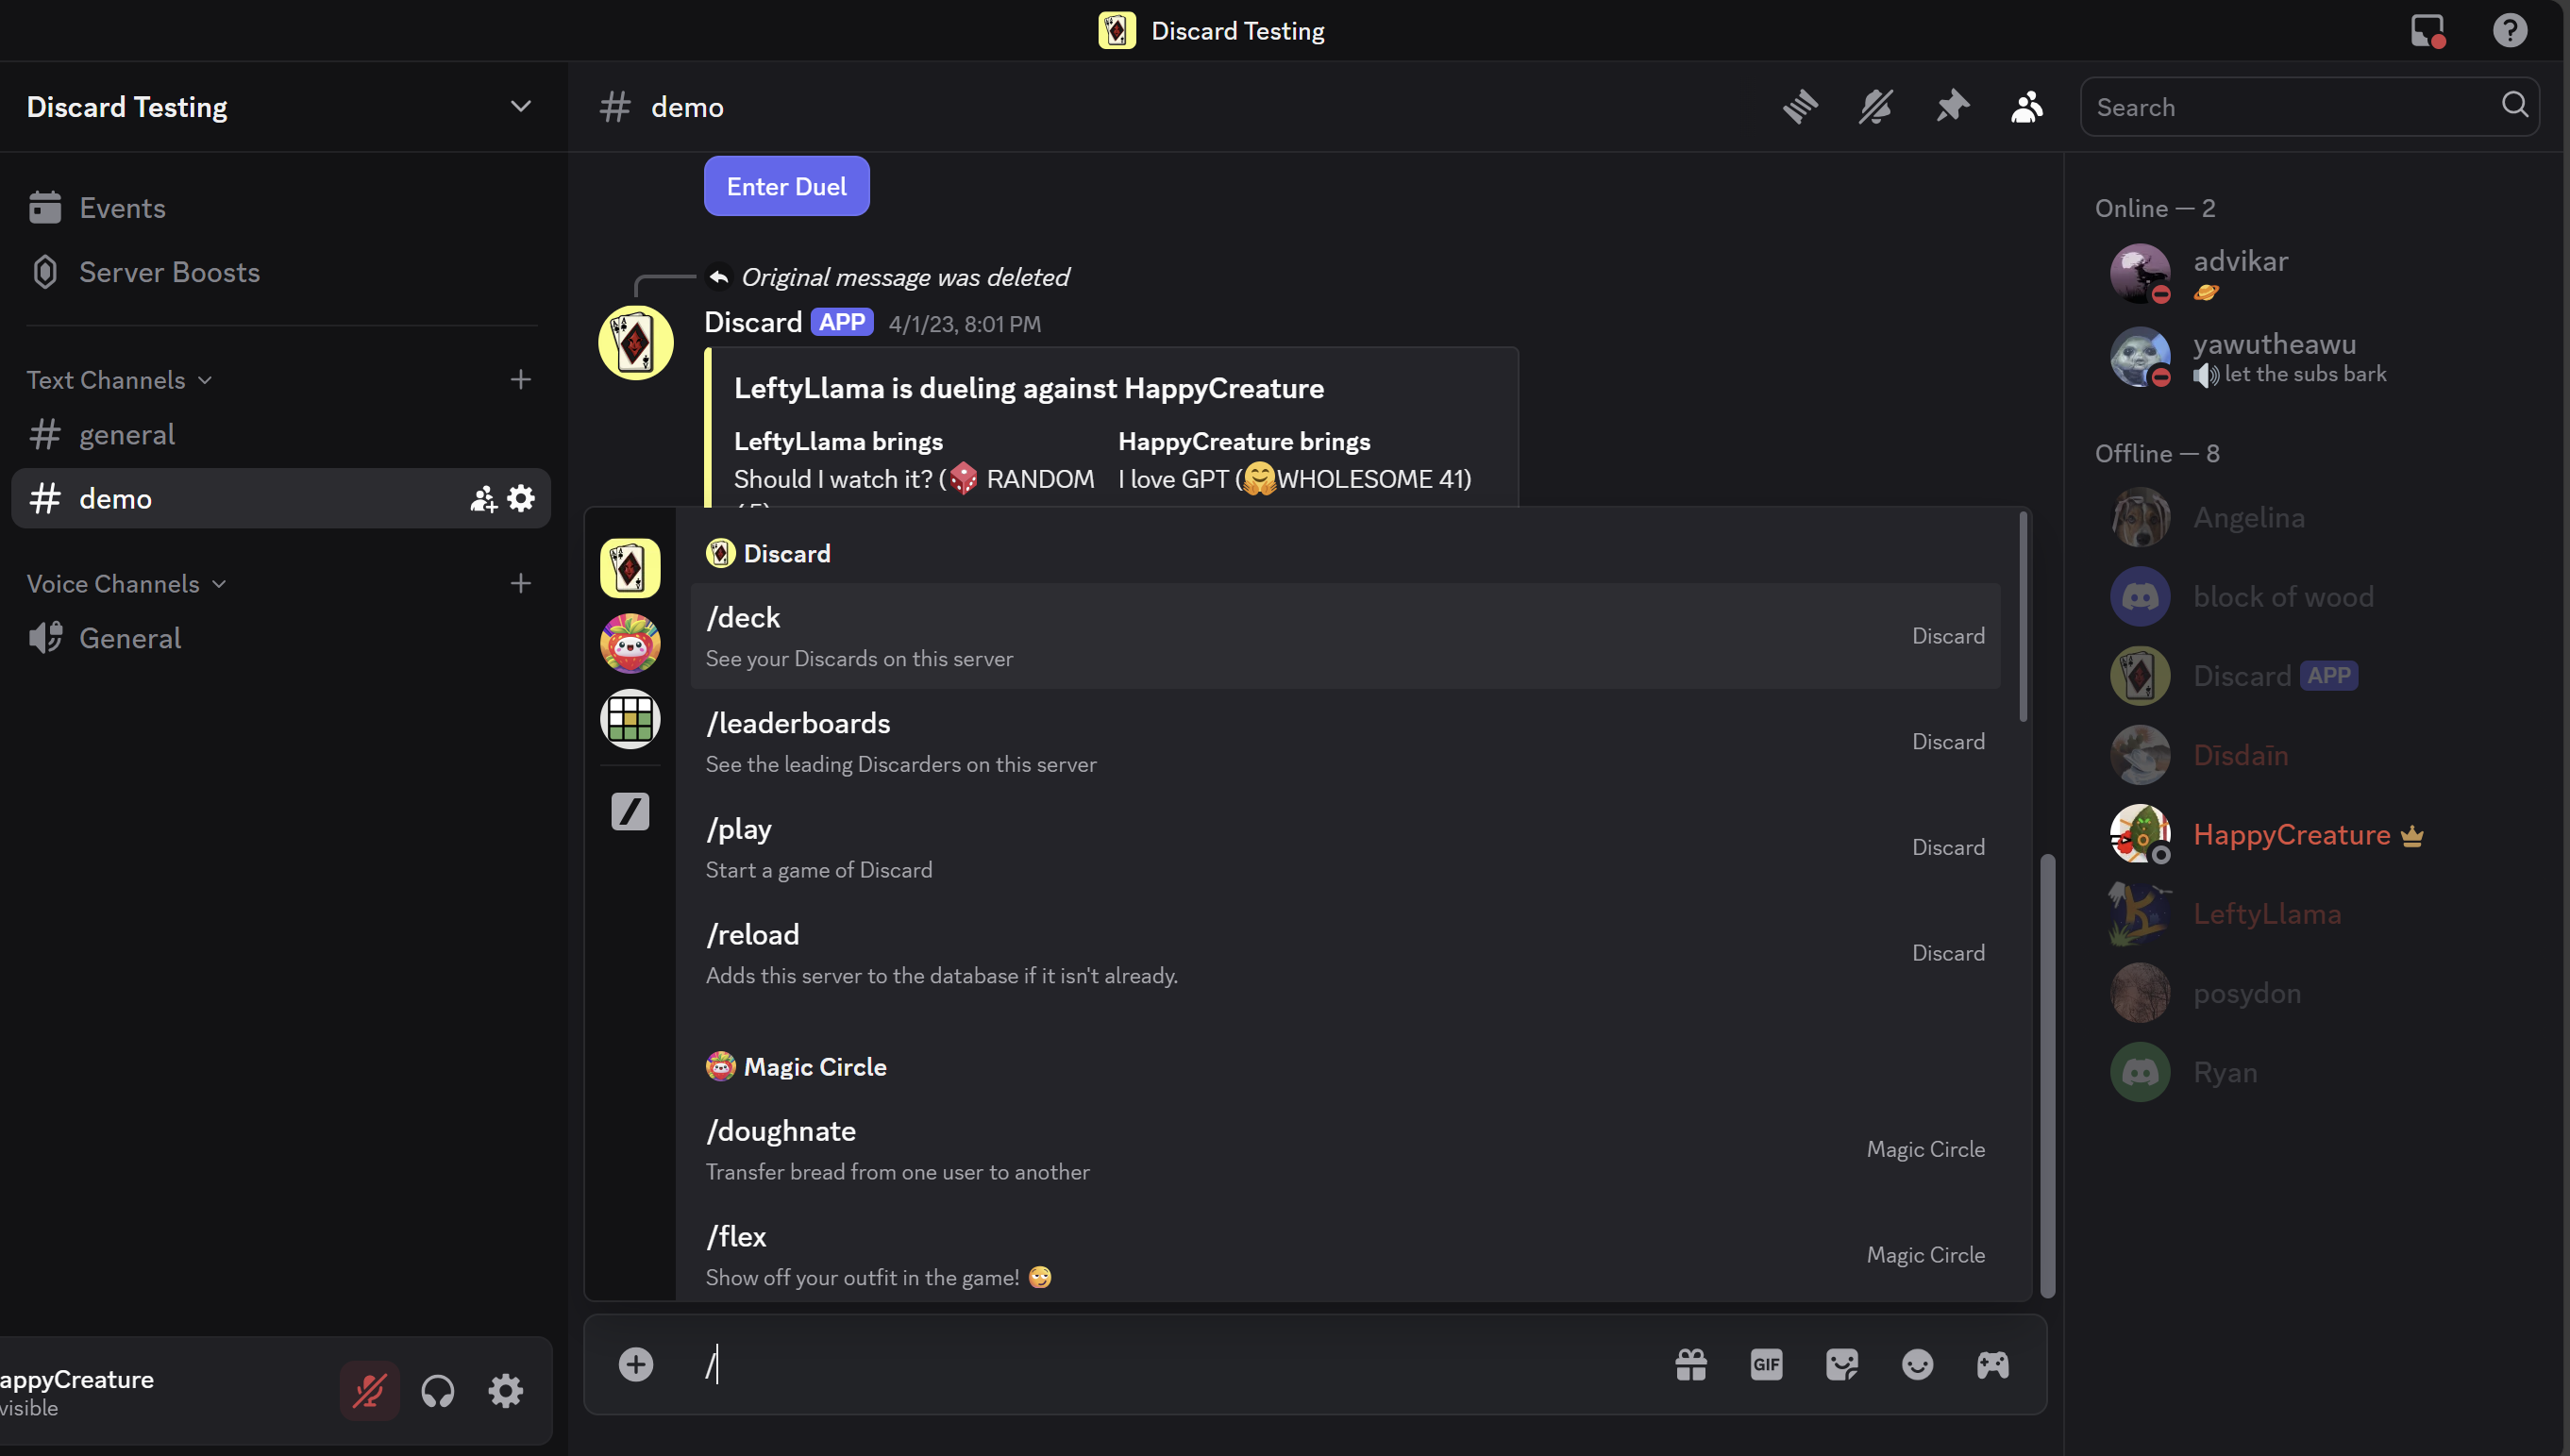 Discard Testing
Discard Testing
Events
Server Boosts
Text Channels
general
demo
Voice Channels
General
appyCreature
visible
demo
Search
Enter Duel
Original message was deleted
Discard APP 4/1/23, 8:01 PM
LeftyLlama is dueling against HappyCreature
LeftyLlama brings HappyCreature brings
Should I watch it? (🎲 RANDOM I love GPT (🤗WHOLESOME 41)
Discard
/deck
See your Discards on this server
Discard
/leaderboards
See the leading Discarders on this server
Discard
/play
Start a game of Discard
Discard
/reload
Adds this server to the database if it isn't already.
Discard
Magic Circle
/doughnate
Transfer bread from one user to another
Magic Circle
/flex
Show off your outfit in the game! 😏
Magic Circle
/
GIF
Online — 2
advikar
🪐
yawutheawu
🔊 let the subs bark
Offline — 8
Angelina
block of wood
Discard APP
Dīsdaīn
HappyCreature
LeftyLlama
posydon
Ryan